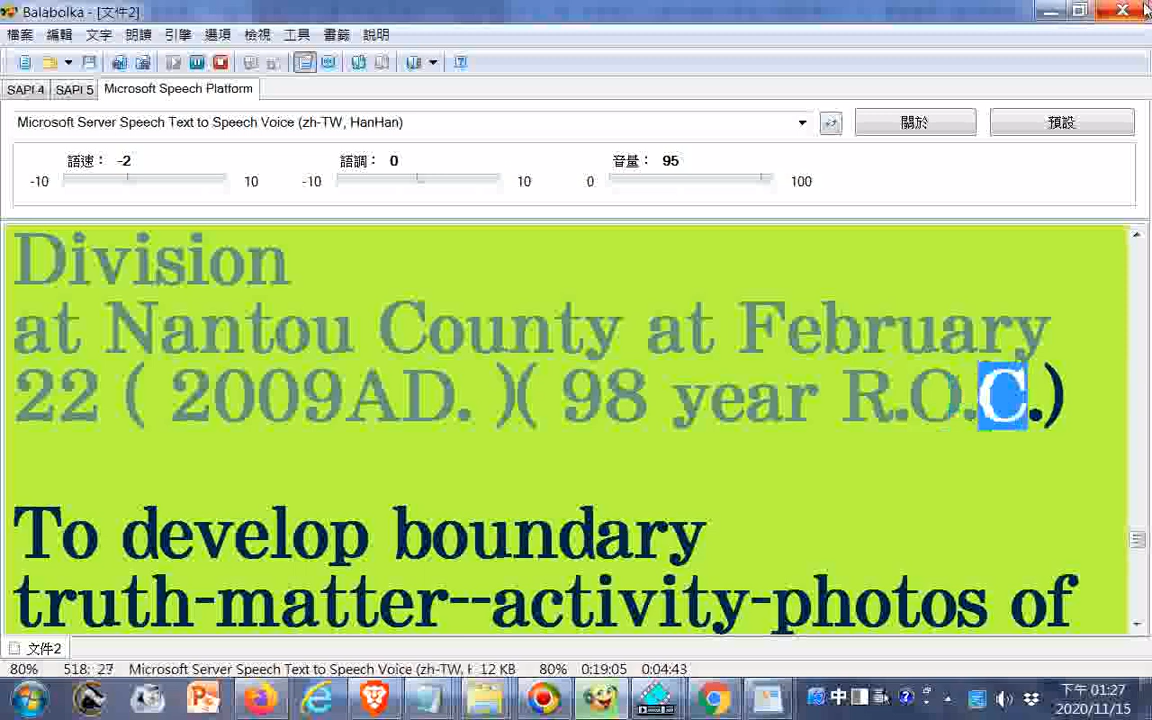 Balabolka - [文件2]
檔案 編輯 文字 朗讀 引擎 選項 檢視 工具 書籤 說明
SAPI 4 SAPI 5 Microsoft Speech Platform
Microsoft Server Speech Text to Speech Voice (zh-TW, HanHan) 關於 預設
語速： -2 語調： 0 音量： 95
-10 10 -10 10 0 100
Division
at Nantou County at February
22 ( 2009AD. )( 98 year R.O.C.)
To develop boundary
truth-matter--activity-photos of
文件2
80% 518: 27 Microsoft Server Speech Text to Speech Voice (zh-TW, 12 KB 80% 0:19:05 0:04:43
中 下午 01:27
2020/11/15